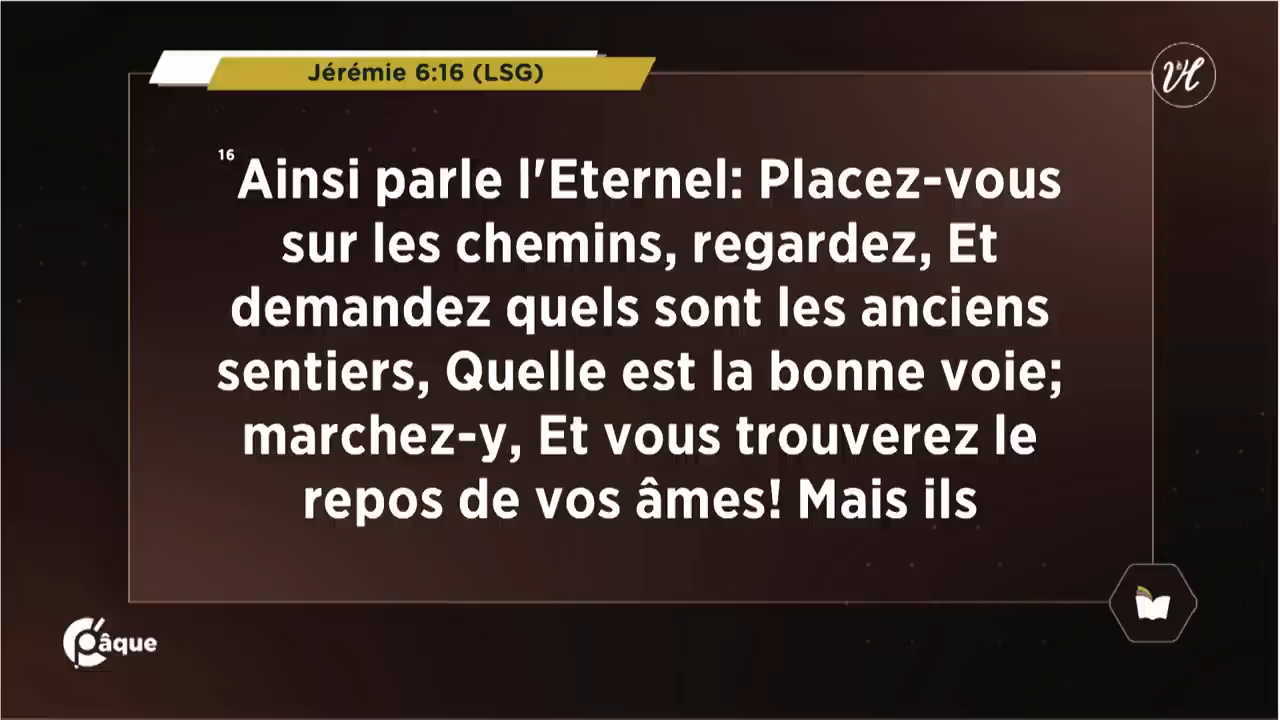 Jérémie 6:16 (LSG)
16 Ainsi parle l'Eternel: Placez-vous
sur les chemins, regardez, Et
demandez quels sont les anciens
sentiers, Quelle est la bonne voie;
marchez-y, Et vous trouverez le
repos de vos âmes! Mais ils
Pâque